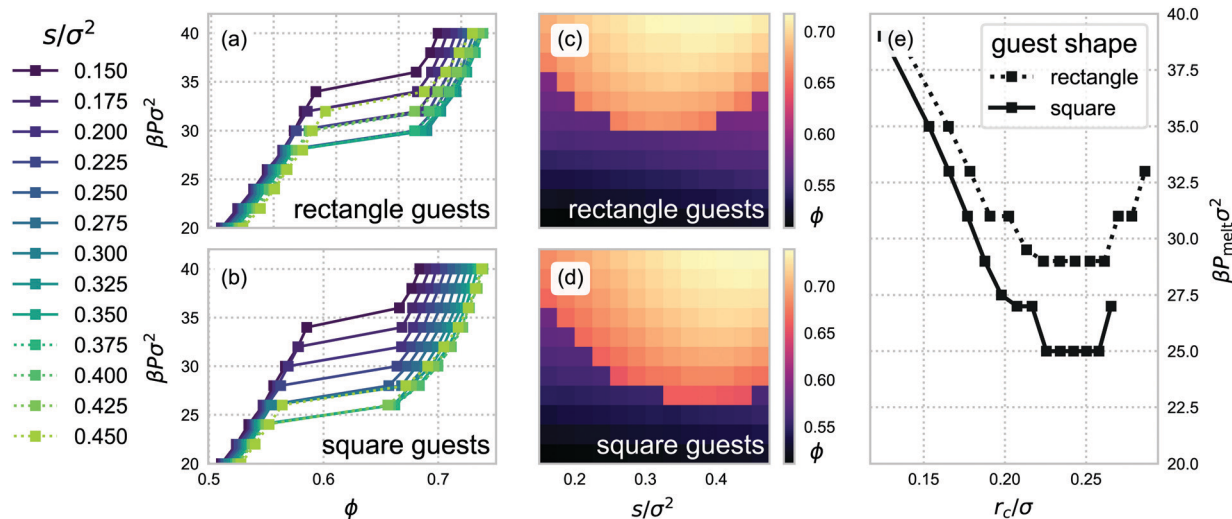 s/σ²
0.150
0.175
0.200
0.225
0.250
0.275
0.300
0.325
0.350
0.375
0.400
0.425
0.450
(a)
βPσ²
40
35
30
25
20
rectangle guests
(b)
βPσ²
40
35
30
25
20
square guests
0.5
0.6
0.7
ϕ
(c)
rectangle guests
0.70
0.65
0.60
0.55
ϕ
(d)
square guests
0.70
0.65
0.60
0.55
ϕ
0.2
0.3
0.4
s/σ²
(e)
guest shape
rectangle
square
40.0
37.5
35.0
32.5
30.0
27.5
25.0
22.5
20.0
βPmeltσ²
0.15
0.20
0.25
rc/σ